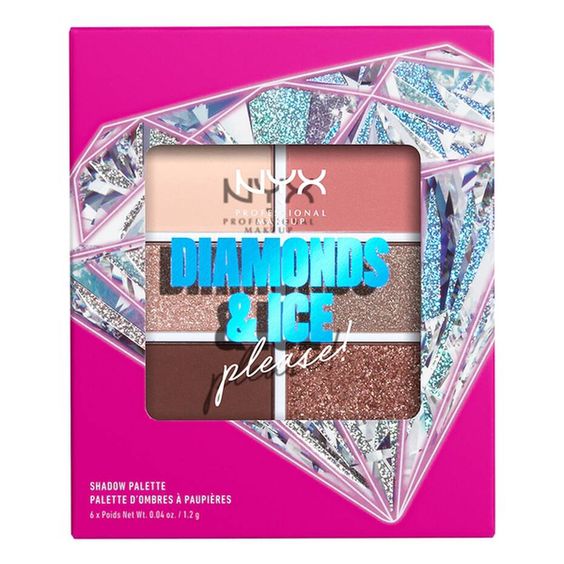 NYX
PROFESSIONAL
MAKEUP
DIAMONDS
& ICE
please!
SHADOW PALETTE
PALETTE D'OMBRES À PAUPIÈRES
6 x Poids Net Wt. 0.04 oz. / 1.2 g